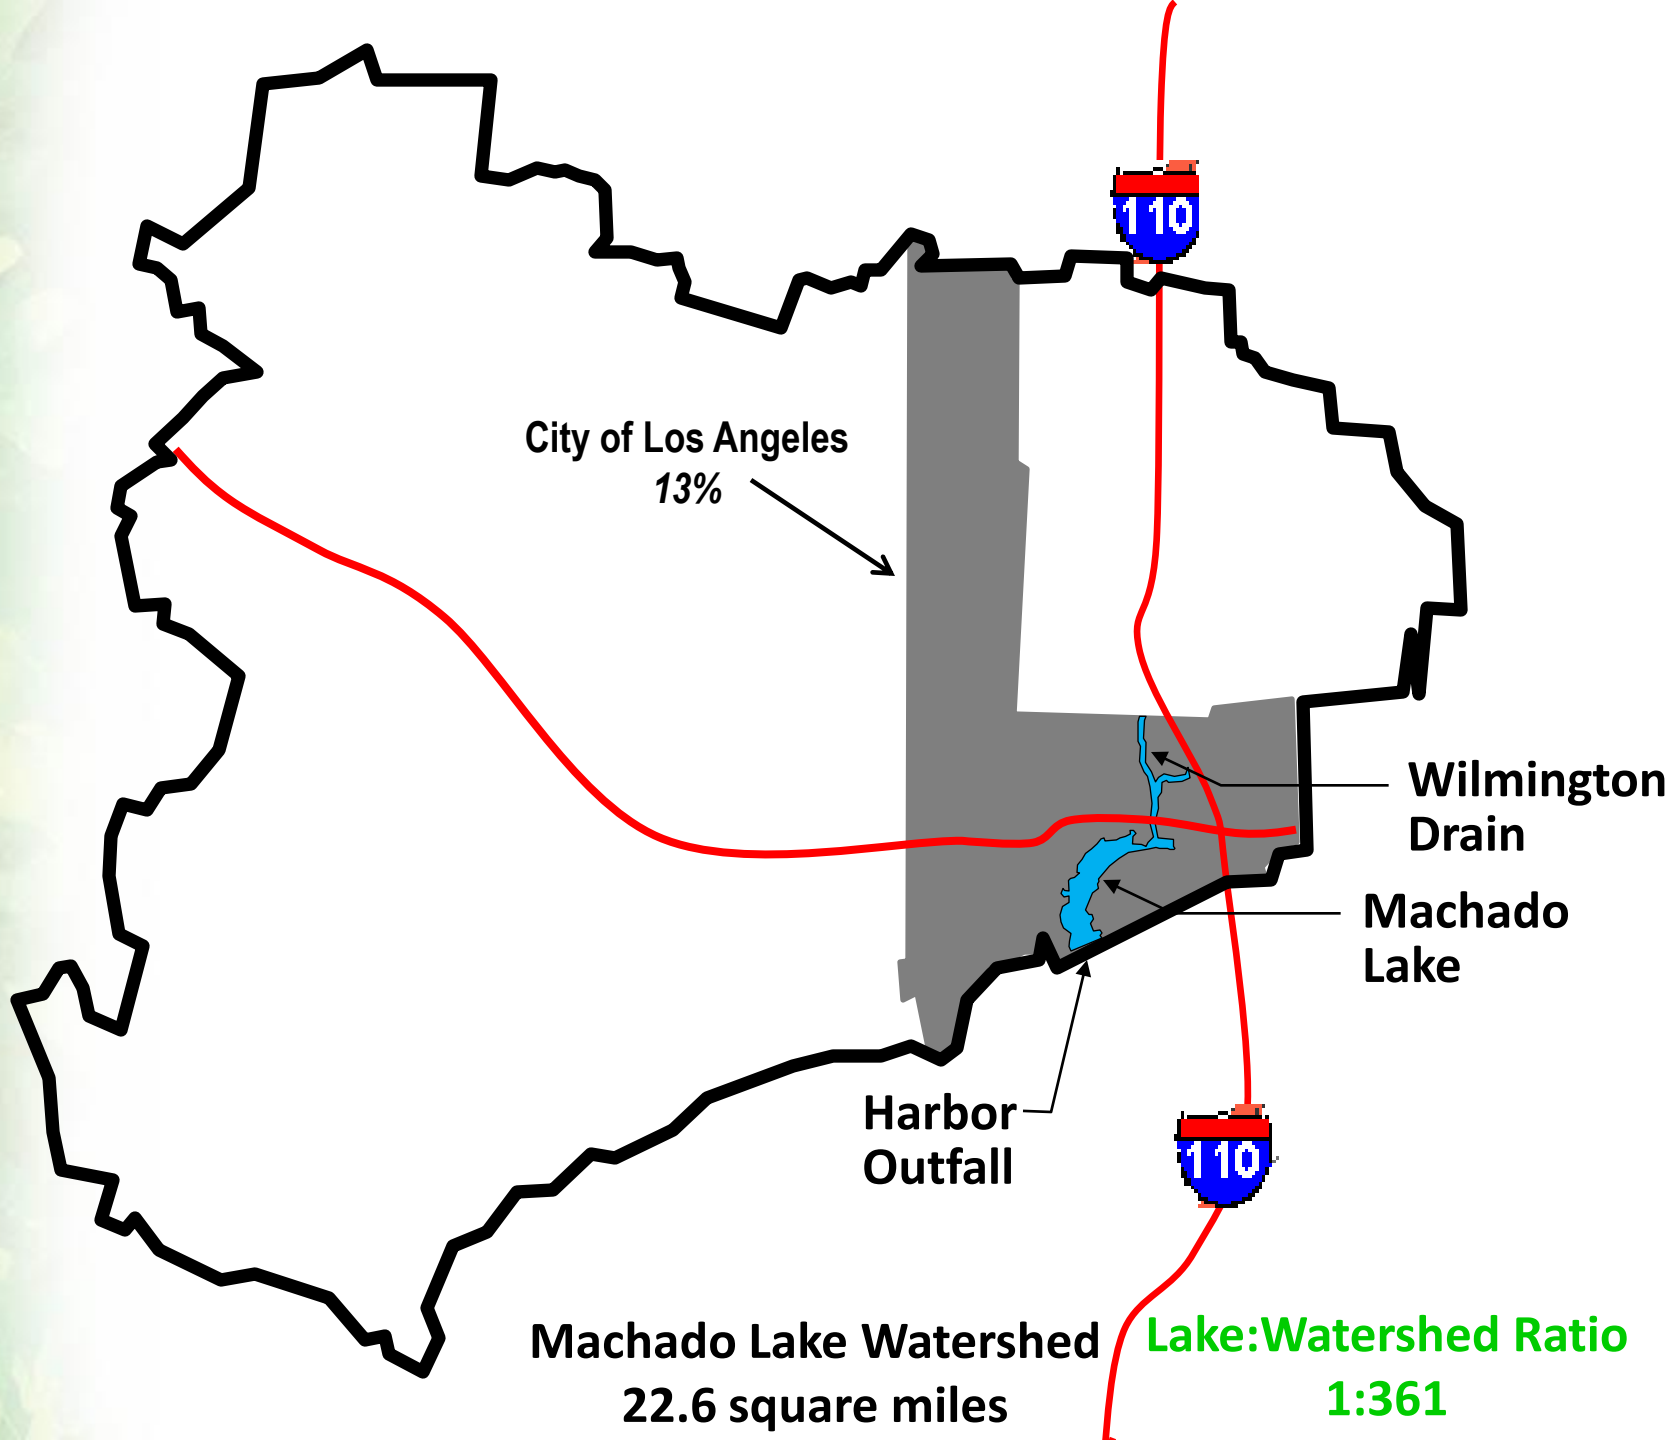 110
City of Los Angeles
13%
Wilmington
Drain
Machado
Lake
Harbor
Outfall
110
Machado Lake Watershed
22.6 square miles
Lake:Watershed Ratio
1:361